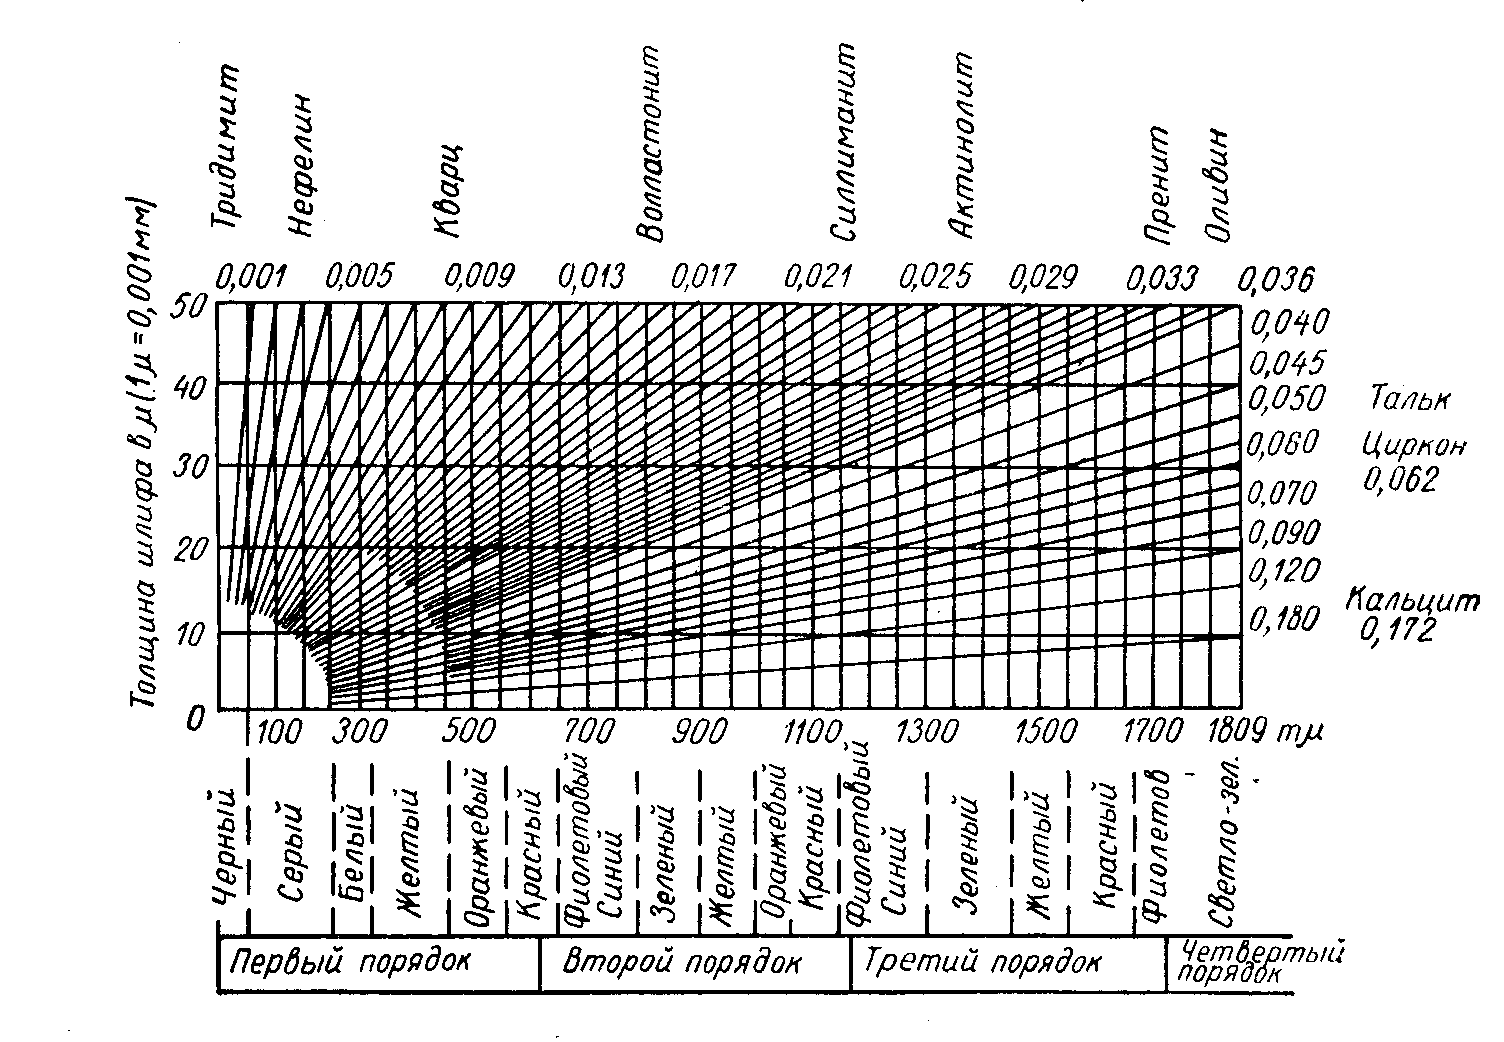 Тридимит
Нефелин
Кварц
Волластонит
Силлиманит
Актинолит
Пренит
Оливин
0,001 0,005 0,009 0,013 0,017 0,021 0,025 0,029 0,033 0,036
Толщина шлифа в μ(1μ=0,001мм)
50
40
30
20
10
0
0,040
0,045
0,050
0,060
0,070
0,090
0,120
0,180
Тальк
Циркон
0,062
Кальцит
0,172
100 300 500 700 900 1100 1300 1500 1700 1809 mμ
Черный
Серый
Белый
Желтый
Оранжевый
Красный
Фиолетовый
Синий
Зеленый
Желтый
Оранжевый
Красный
Фиолетовый
Синий
Зеленый
Желтый
Красный
Фиолетов
Светло-зел.
Первый порядок
Второй порядок
Третий порядок
Четвертый
порядок